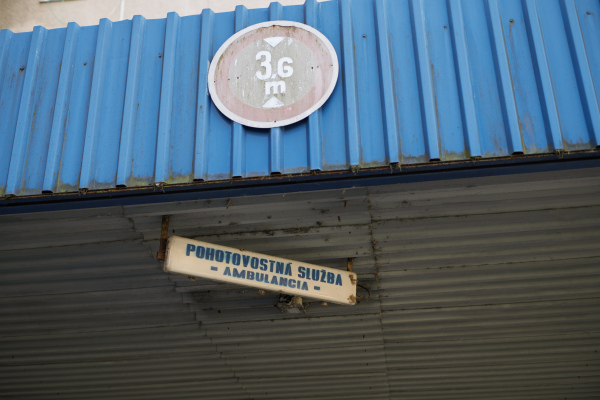 3.6
m
POHOTOVOSTNÁ SLUŽBA
- AMBULANCIA -